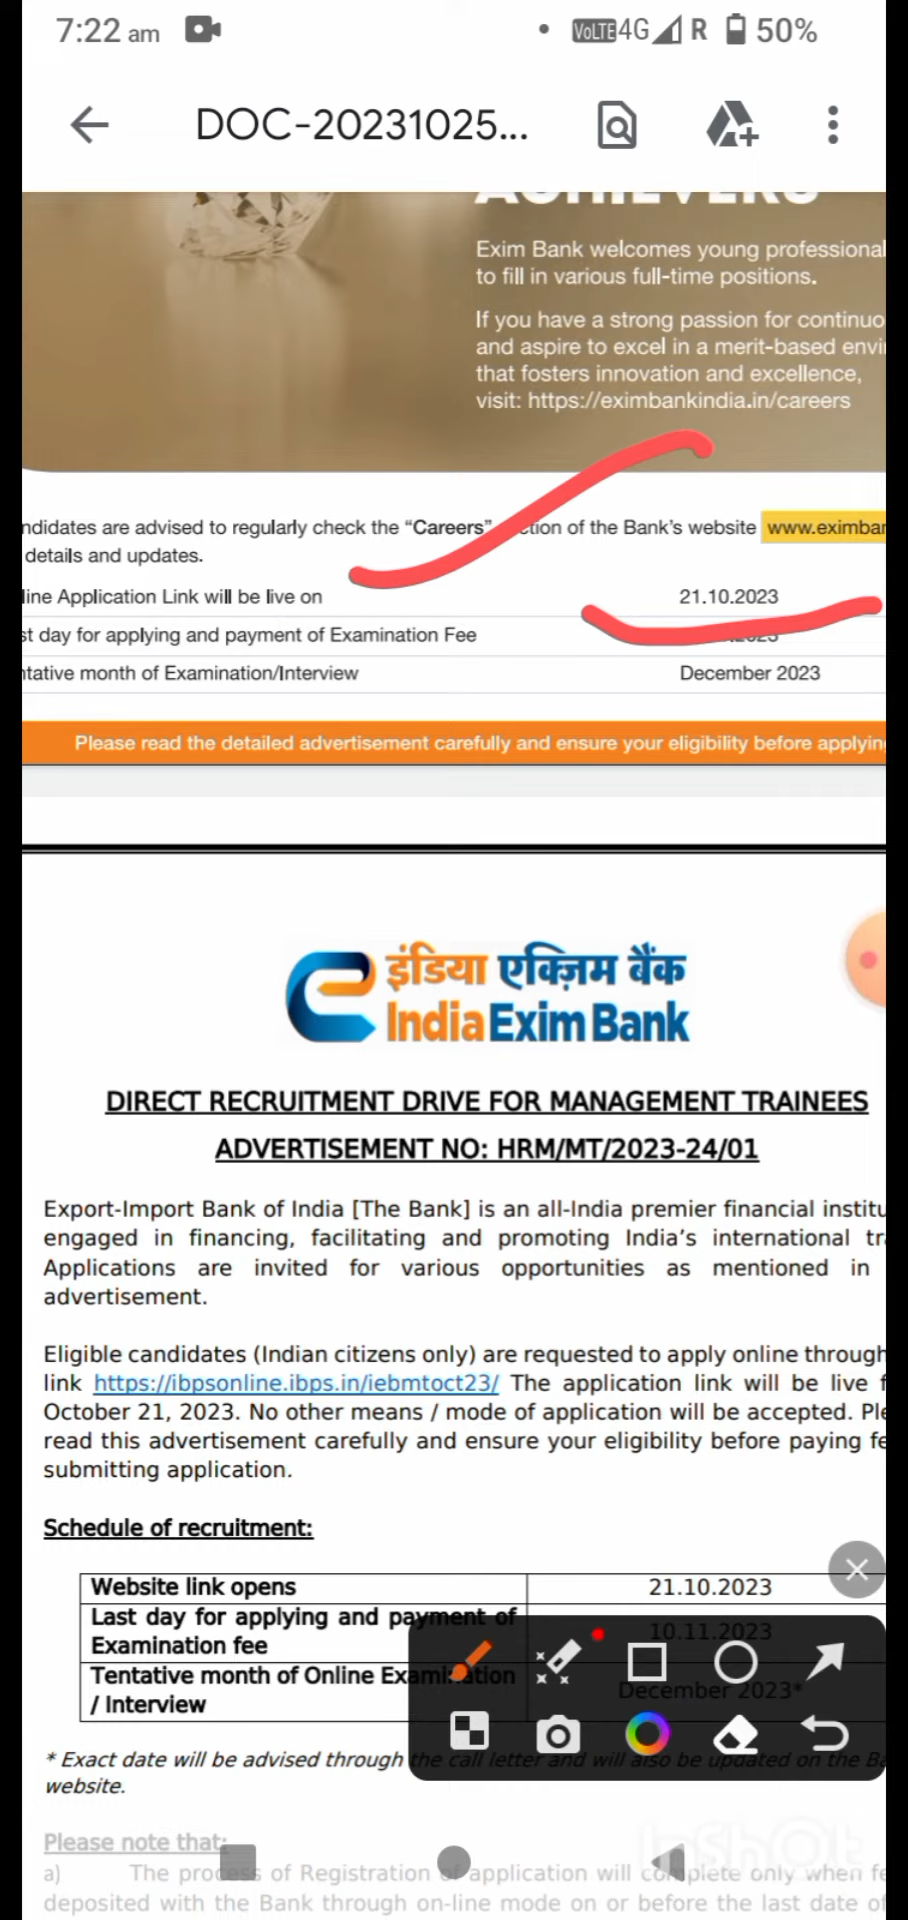 7:22 am VoLTE 4G R 50%
DOC-20231025...
ACHIEVERS
Exim Bank welcomes young professional
to fill in various full-time positions.
If you have a strong passion for continuo
and aspire to excel in a merit-based envi
that fosters innovation and excellence,
visit: https://eximbankindia.in/careers
ndidates are advised to regularly check the “Careers” ction of the Bank’s website www.eximbar
details and updates.
line Application Link will be live on 21.10.2023
st day for applying and payment of Examination Fee 2023
ntative month of Examination/Interview December 2023
Please read the detailed advertisement carefully and ensure your eligibility before applying
इंडिया एक्ज़िम बैंक
India Exim Bank
DIRECT RECRUITMENT DRIVE FOR MANAGEMENT TRAINEES
ADVERTISEMENT NO: HRM/MT/2023-24/01
Export-Import Bank of India [The Bank] is an all-India premier financial institu
engaged in financing, facilitating and promoting India’s international tra
Applications are invited for various opportunities as mentioned in
advertisement.
Eligible candidates (Indian citizens only) are requested to apply online through
link https://ibpsonline.ibps.in/iebmtoct23/ The application link will be live f
October 21, 2023. No other means / mode of application will be accepted. Ple
read this advertisement carefully and ensure your eligibility before paying fe
submitting application.
Schedule of recruitment:
Website link opens 21.10.2023
Last day for applying and payment of 10.11.2023
Examination fee
Tentative month of Online Examination December 2023*
/ Interview
* Exact date will be advised through the call letter and will also be updated on the Ba
website.
Please note that:
InShOt
a) The process of Registration of application will complete only when fe
deposited with the Bank through on-line mode on or before the last date of